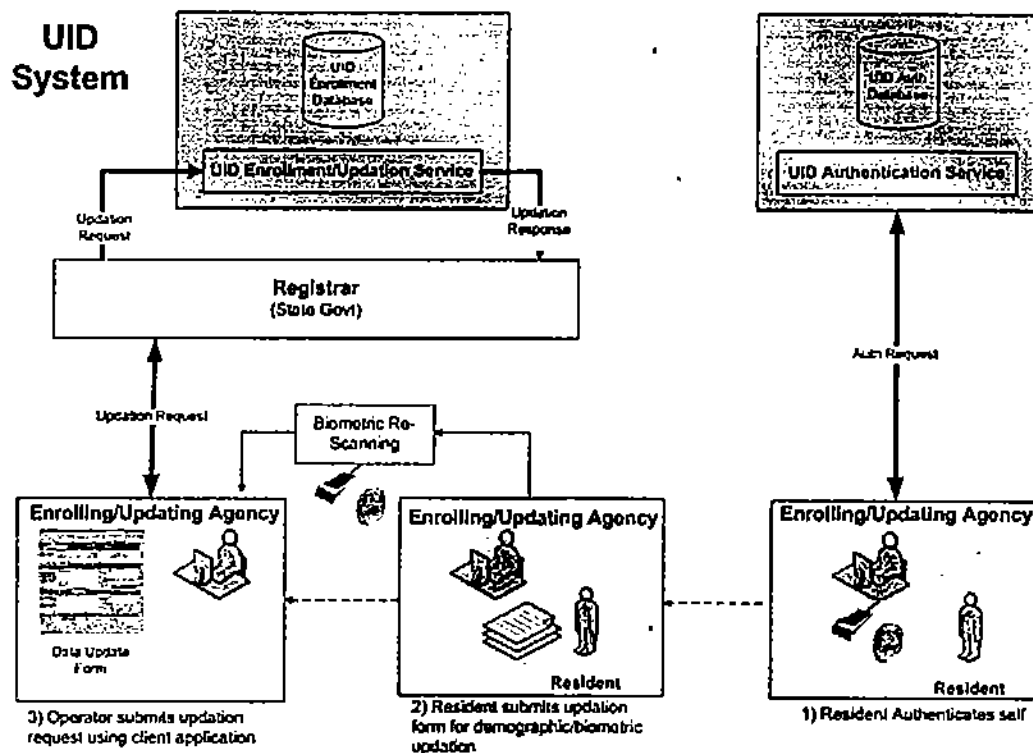 UID
System
UID
Enrollment
Database
UID Enrollment/Updation Service
UID Auth
Database
UID Authentication Service
Updation
Request
Updation
Response
Registrar
(State Govt)
Auth Request
Updation Request
Biometric Re-
Scanning
Enrolling/Updating Agency
Data Update
Form
3) Operator submits updation
request using client application
Enrolling/Updating Agency
Resident
2) Resident submits updation
form for demographic/biometric
updation
Enrolling/Updating Agency
Resident
1) Resident Authenticates self